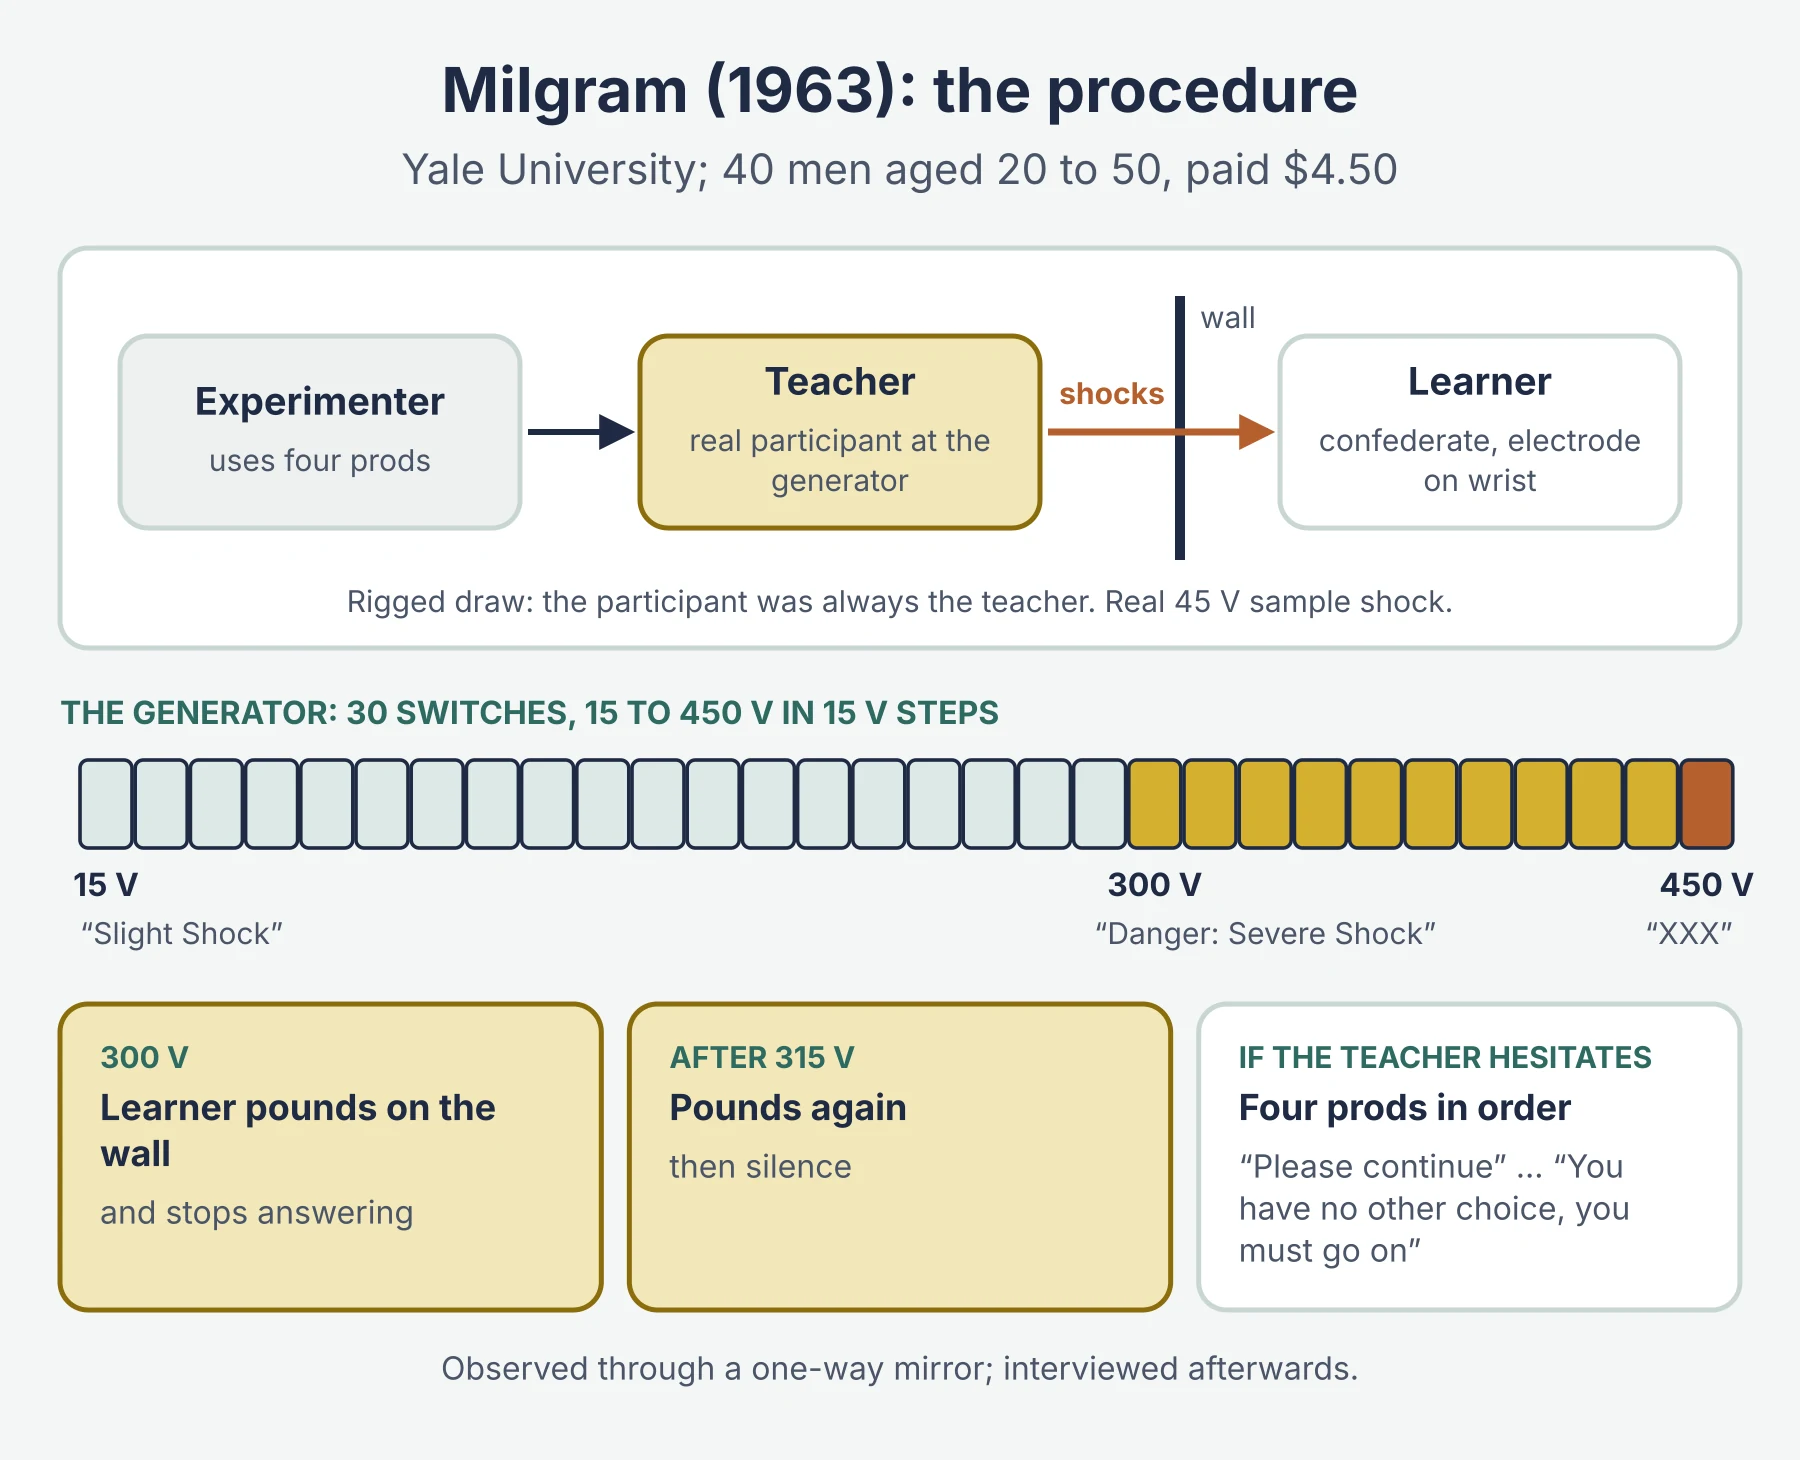 Milgram (1963): the procedure
Yale University; 40 men aged 20 to 50, paid $4.50
wall
Experimenter
uses four prods
Teacher
real participant at the
generator
shocks
Learner
confederate, electrode
on wrist
Rigged draw: the participant was always the teacher. Real 45 V sample shock.
THE GENERATOR: 30 SWITCHES, 15 TO 450 V IN 15 V STEPS
15 V
300 V
450 V
“Slight Shock”
“Danger: Severe Shock”
“XXX”
300 V
Learner pounds on the
wall
and stops answering
AFTER 315 V
Pounds again
then silence
IF THE TEACHER HESITATES
Four prods in order
“Please continue” … “You
have no other choice, you
must go on”
Observed through a one-way mirror; interviewed afterwards.